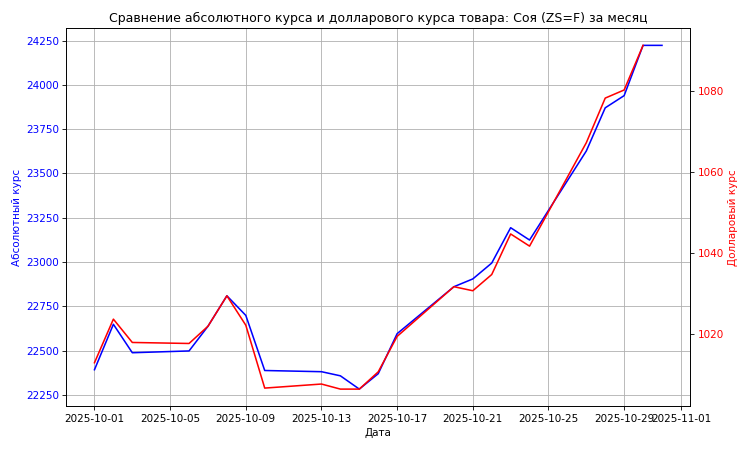 Сравнение абсолютного курса и долларового курса товара: Соя (ZS=F) за месяц
Абсолютный курс
24250
24000
23750
23500
23250
23000
22750
22500
22250
1080
1060
1040
1020
Долларовый курс
2025-10-01 2025-10-05 2025-10-09 2025-10-13 2025-10-17 2025-10-21 2025-10-25 2025-10-29 2025-11-01
Дата